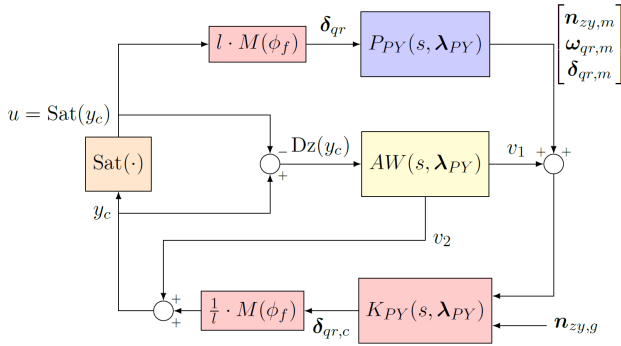 l · M(ϕ_f)
𝜹_qr
P_PY(s, 𝝀_PY)
𝒏_zy,m
𝝎_qr,m
𝜹_qr,m
u = Sat(y_c)
Sat(·)
− Dz(y_c)
+
AW(s, 𝝀_PY)
v_1
+ +
y_c
v_2
+
+
1/l · M(ϕ_f)
𝜹_qr,c
K_PY(s, 𝝀_PY)
𝒏_zy,g